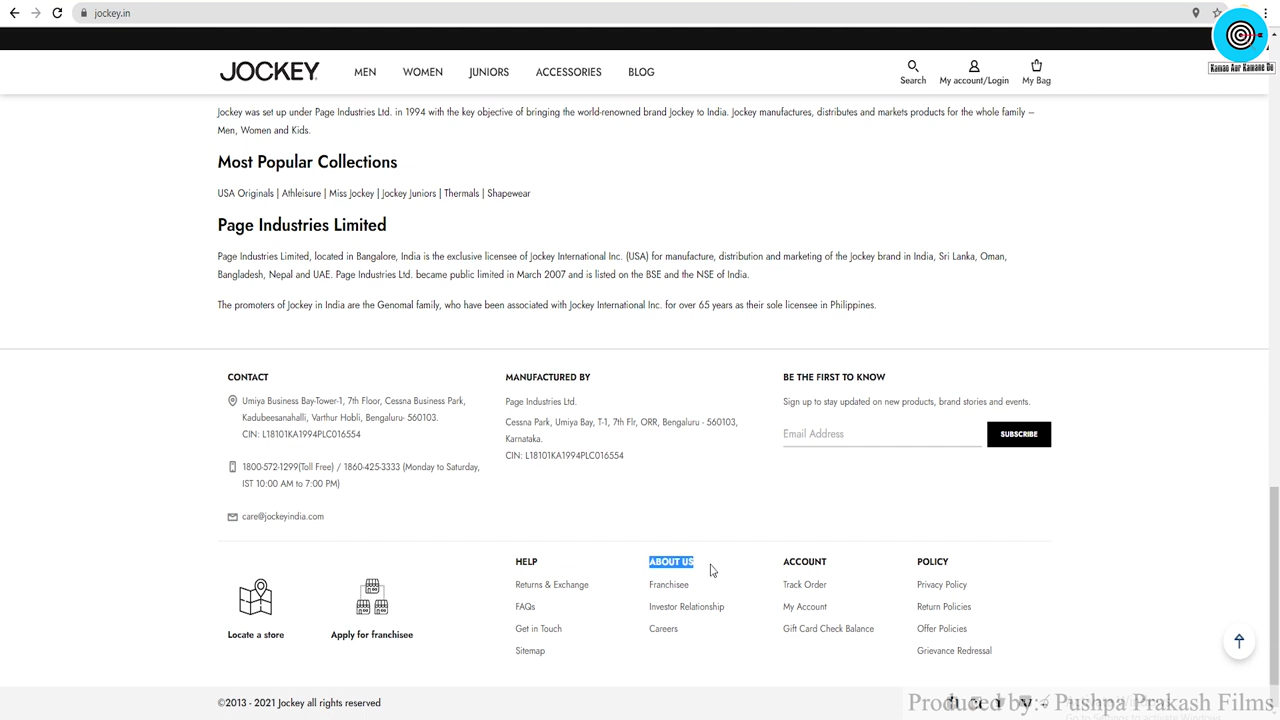 jockey.in
Kamao Aur Kamane Do
JOCKEY
MEN WOMEN JUNIORS ACCESSORIES BLOG
Search My account/Login My Bag
Jockey was set up under Page Industries Ltd. in 1994 with the key objective of bringing the world-renowned brand Jockey to India. Jockey manufactures, distributes and markets products for the whole family –
Men, Women and Kids.
Most Popular Collections
USA Originals | Athleisure | Miss Jockey | Jockey Juniors | Thermals | Shapewear
Page Industries Limited
Page Industries Limited, located in Bangalore, India is the exclusive licensee of Jockey International Inc. (USA) for manufacture, distribution and marketing of the Jockey brand in India, Sri Lanka, Oman,
Bangladesh, Nepal and UAE. Page Industries Ltd. became public limited in March 2007 and is listed on the BSE and the NSE of India.
The promoters of Jockey in India are the Genomal family, who have been associated with Jockey International Inc. for over 65 years as their sole licensee in Philippines.
CONTACT
Umiya Business Bay-Tower-1, 7th Floor, Cessna Business Park,
Kadubeesanahalli, Varthur Hobli, Bengaluru- 560103.
CIN: L18101KA1994PLC016554
1800-572-1299(Toll Free) / 1860-425-3333 (Monday to Saturday,
IST 10:00 AM to 7:00 PM)
care@jockeyindia.com
MANUFACTURED BY
Page Industries Ltd.
Cessna Park, Umiya Bay, T-1, 7th Flr, ORR, Bengaluru - 560103,
Karnataka.
CIN: L18101KA1994PLC016554
BE THE FIRST TO KNOW
Sign up to stay updated on new products, brand stories and events.
Email Address SUBSCRIBE
Locate a store
Apply for franchisee
HELP
Returns & Exchange
FAQs
Get in Touch
Sitemap
ABOUT US
Franchisee
Investor Relationship
Careers
ACCOUNT
Track Order
My Account
Gift Card Check Balance
POLICY
Privacy Policy
Return Policies
Offer Policies
Grievance Redressal
©2013 - 2021 Jockey all rights reserved
Produced by:- Pushpa Prakash Films
Go to Settings to activate Windows